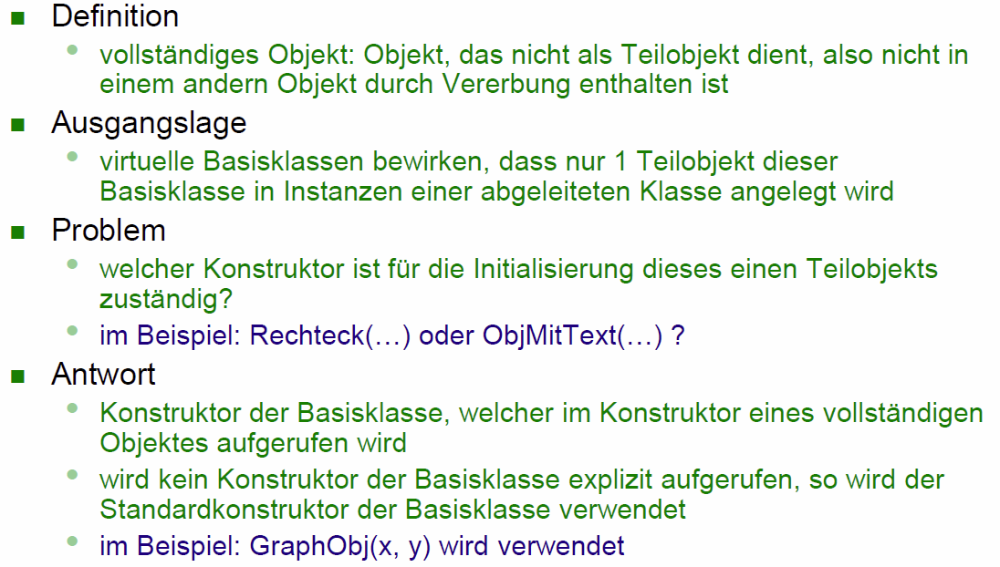 Definition
vollständiges Objekt: Objekt, das nicht als Teilobjekt dient, also nicht in
einem andern Objekt durch Vererbung enthalten ist
Ausgangslage
virtuelle Basisklassen bewirken, dass nur 1 Teilobjekt dieser
Basisklasse in Instanzen einer abgeleiteten Klasse angelegt wird
Problem
welcher Konstruktor ist für die Initialisierung dieses einen Teilobjekts
zuständig?
im Beispiel: Rechteck(…) oder ObjMitText(…) ?
Antwort
Konstruktor der Basisklasse, welcher im Konstruktor eines vollständigen
Objektes aufgerufen wird
wird kein Konstruktor der Basisklasse explizit aufgerufen, so wird der
Standardkonstruktor der Basisklasse verwendet
im Beispiel: GraphObj(x, y) wird verwendet